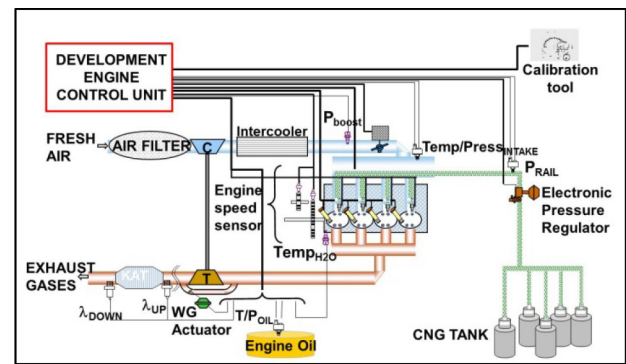 DEVELOPMENT
ENGINE
CONTROL UNIT
Calibration
tool
Pboost
FRESH
AIR
AIR FILTER
C
Intercooler
Temp/PressINTAKE
PRAIL
Engine
speed
sensor
Electronic
Pressure
Regulator
TempH2O
EXHAUST
GASES
KAT
T
λDOWN
λUP
WG
Actuator
T/POIL
Engine Oil
CNG TANK